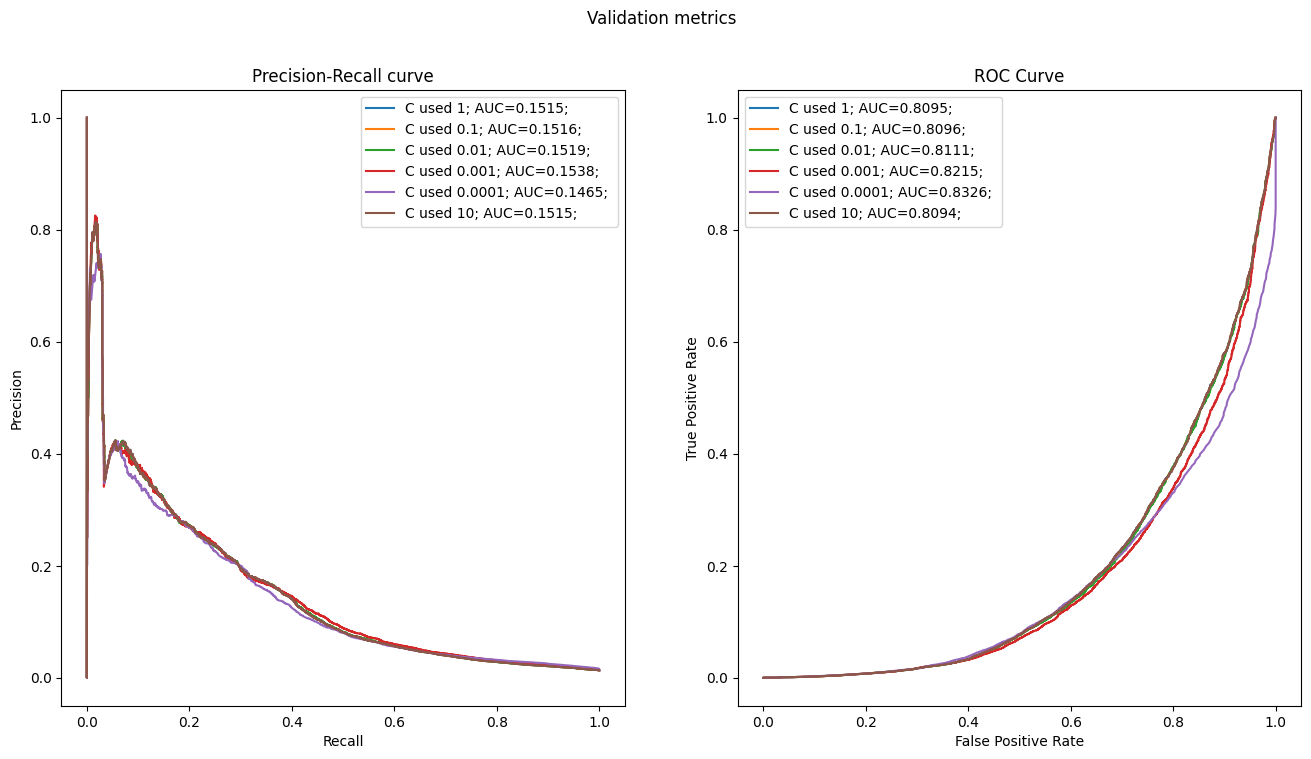 Validation metrics
Precision-Recall curve
C used 1; AUC=0.1515;
C used 0.1; AUC=0.1516;
C used 0.01; AUC=0.1519;
C used 0.001; AUC=0.1538;
C used 0.0001; AUC=0.1465;
C used 10; AUC=0.1515;
1.0
0.8
0.6
0.4
0.2
0.0
Precision
0.0 0.2 0.4 0.6 0.8 1.0
Recall
ROC Curve
C used 1; AUC=0.8095;
C used 0.1; AUC=0.8096;
C used 0.01; AUC=0.8111;
C used 0.001; AUC=0.8215;
C used 0.0001; AUC=0.8326;
C used 10; AUC=0.8094;
1.0
0.8
0.6
0.4
0.2
0.0
True Positive Rate
0.0 0.2 0.4 0.6 0.8 1.0
False Positive Rate